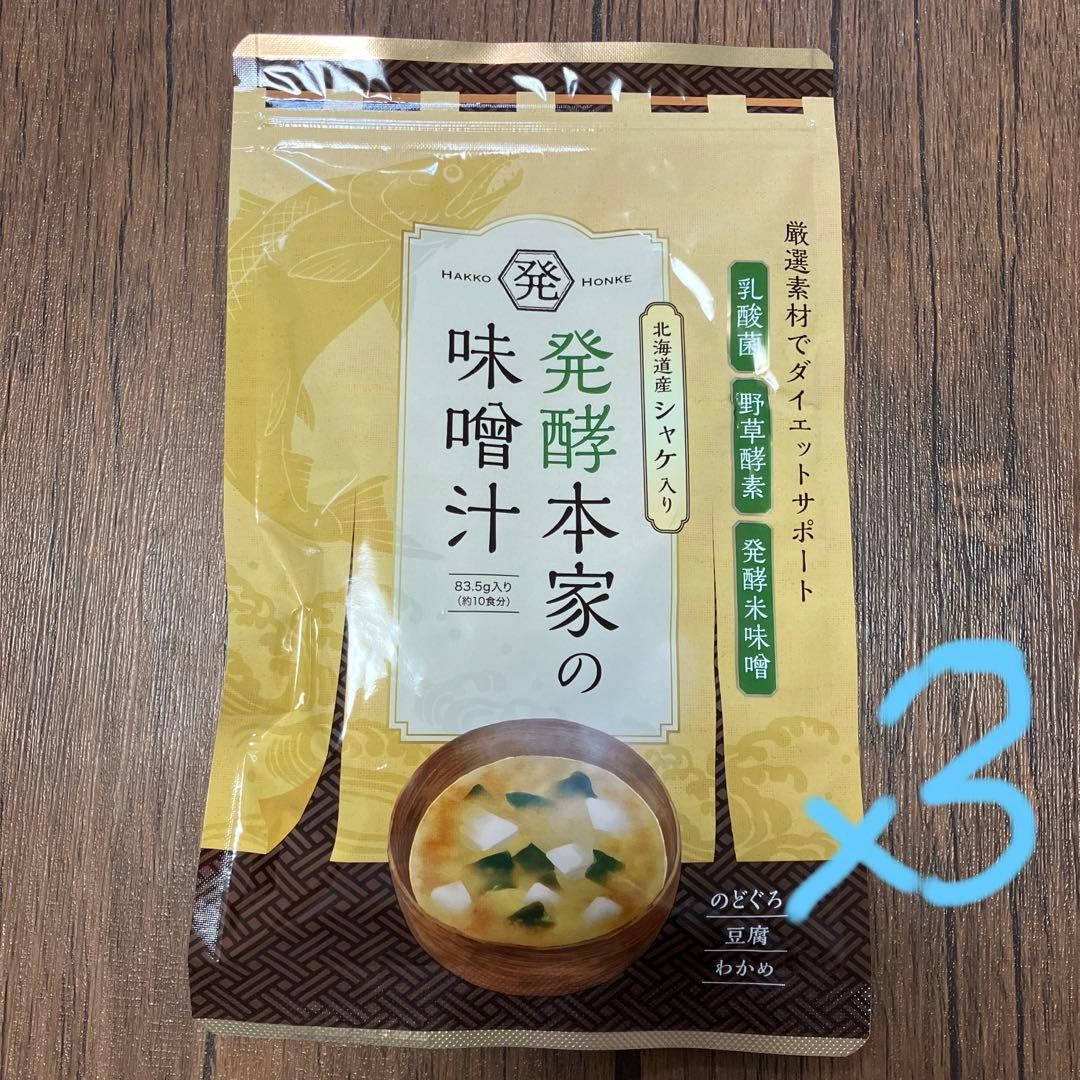 厳選素材でダイエットサポート
乳酸菌
野草酵素
発酵米味噌
HAKKO 発 HONKE
北海道産シャケ入り
発酵本家の
味噌汁
83.5g入り
(約10食分)
のどぐろ
豆腐
わかめ
x3